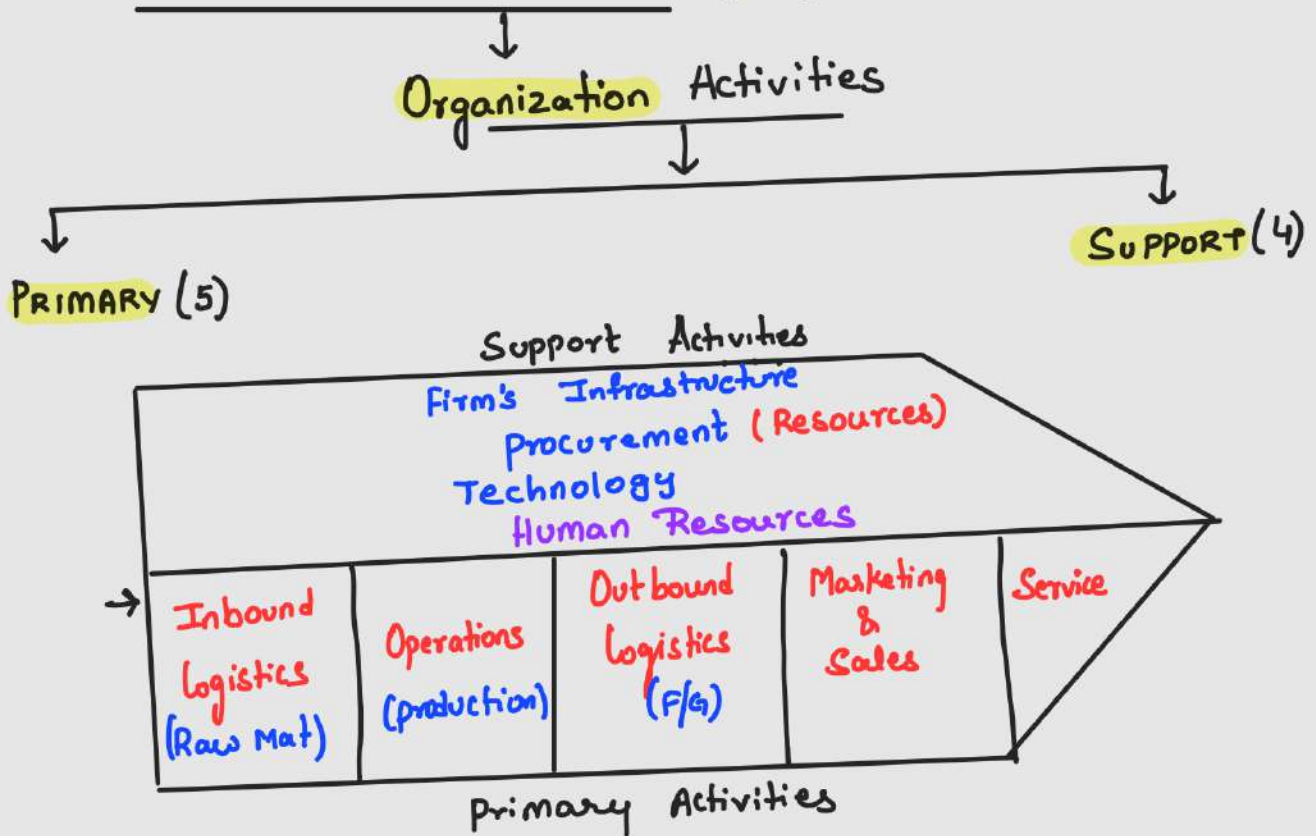 Organization Activities
PRIMARY (5)
SUPPORT (4)
Support Activities
Firm's Infrastructure
Procurement (Resources)
Technology
Human Resources
Inbound
Logistics
(Raw Mat)
Operations
(production)
Outbound
Logistics
(F/G)
Marketing
&
Sales
Service
Primary Activities